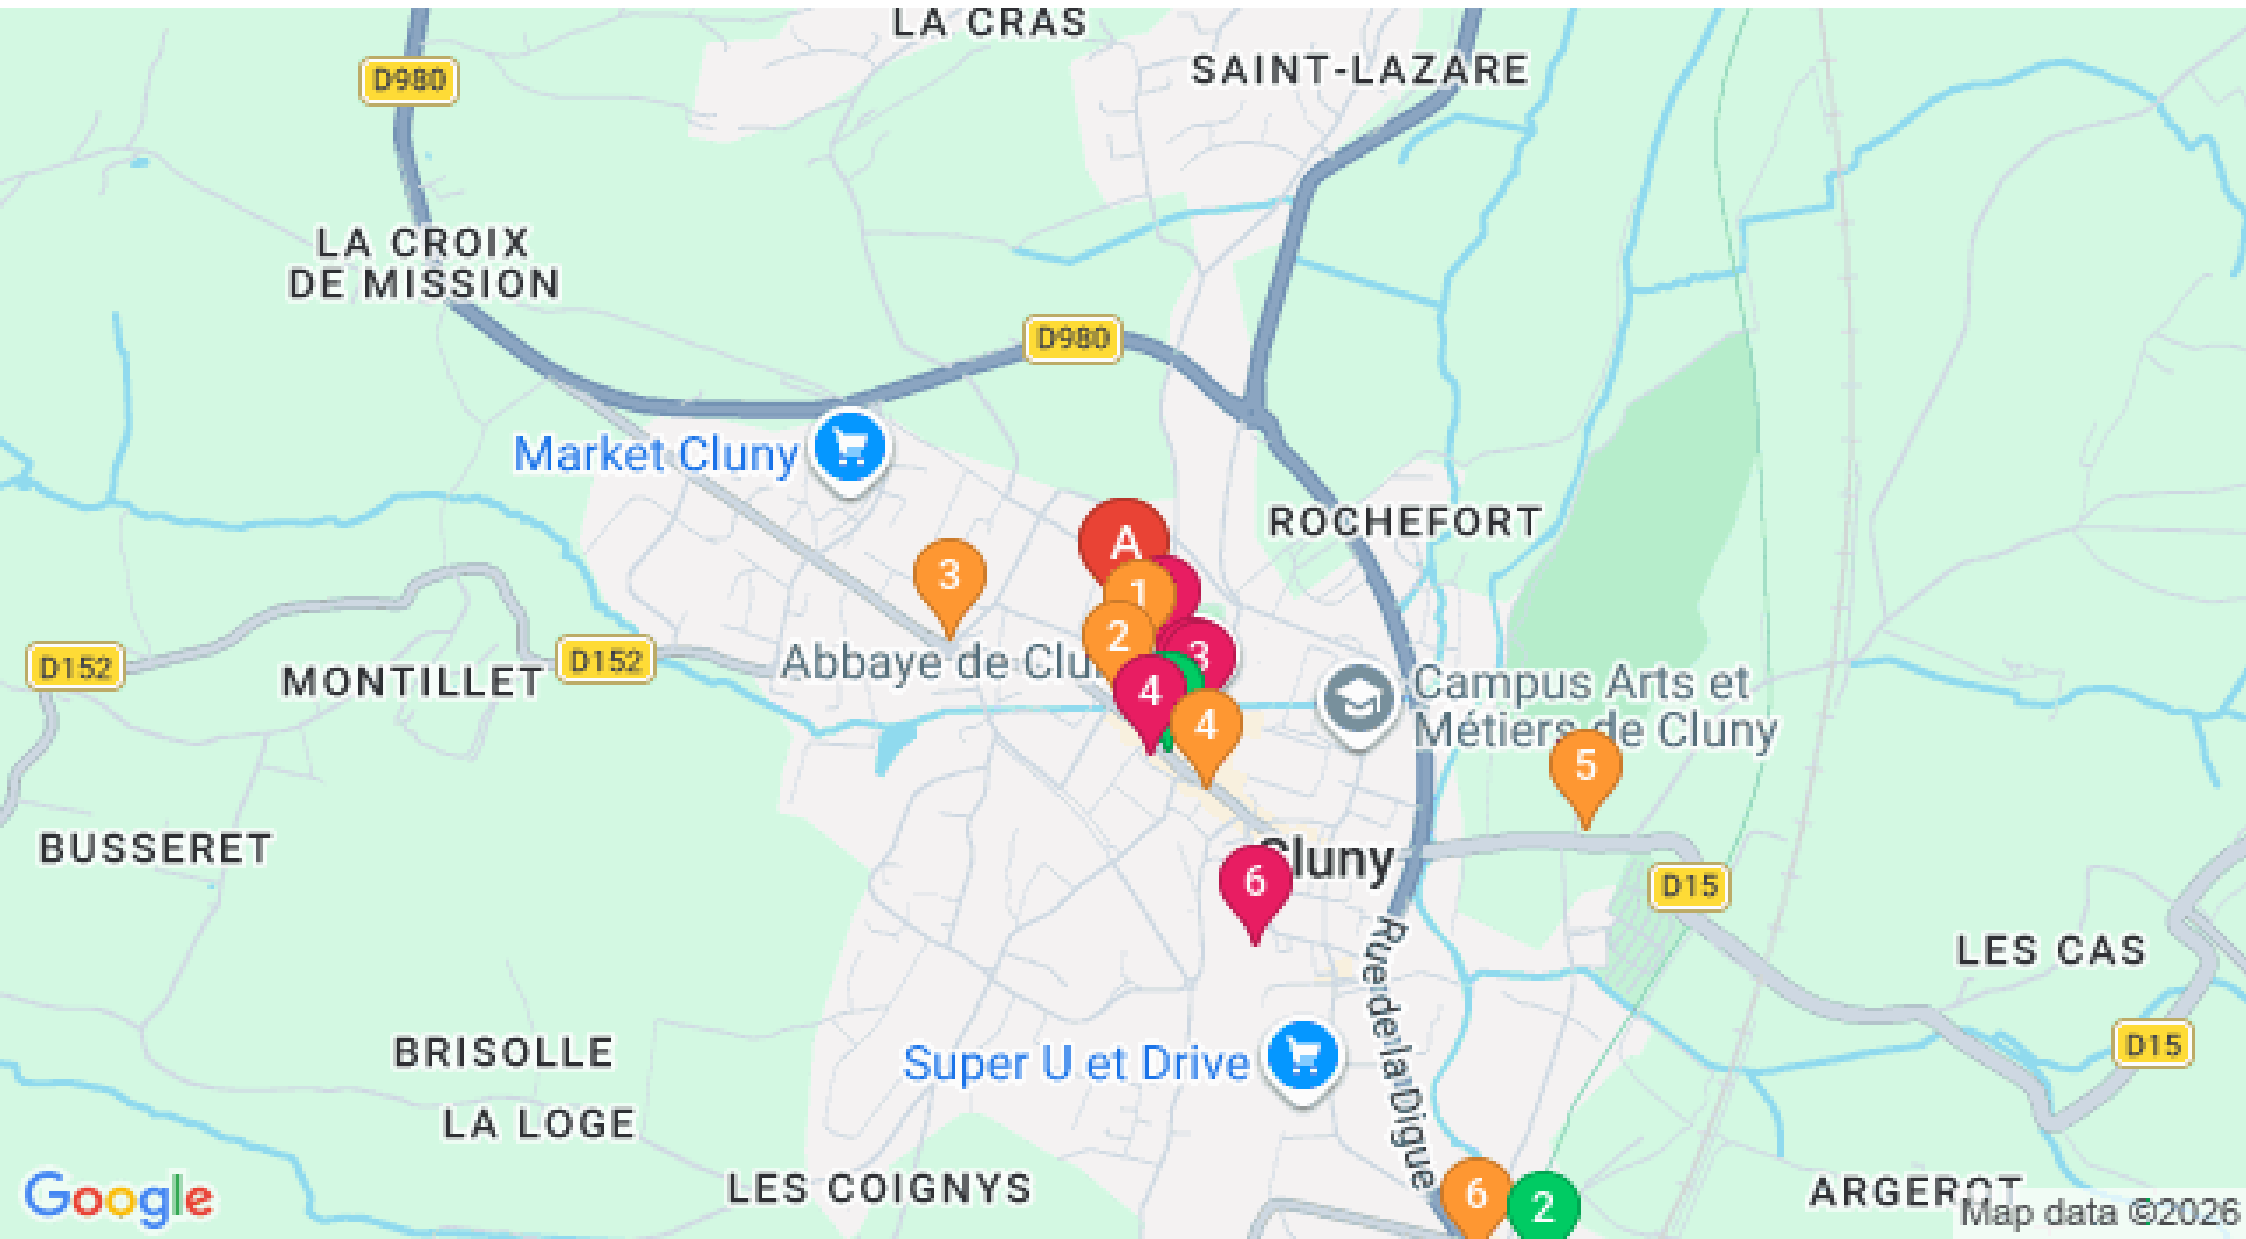 LA CRAS
SAINT-LAZARE
D980
LA CROIX
DE MISSION
D980
Market Cluny
ROCHEFORT
A
3
1
2
Abbaye de Clu
3
D152
D152
MONTILLET
4
4
Campus Arts et
Métiers de Cluny
5
BUSSERET
Cluny
6
D15
Rue de la Digue
LES CAS
BRISOLLE
Super U et Drive
D15
LA LOGE
LES COIGNYS
6
2
ARGEROT
Google
Map data ©2026